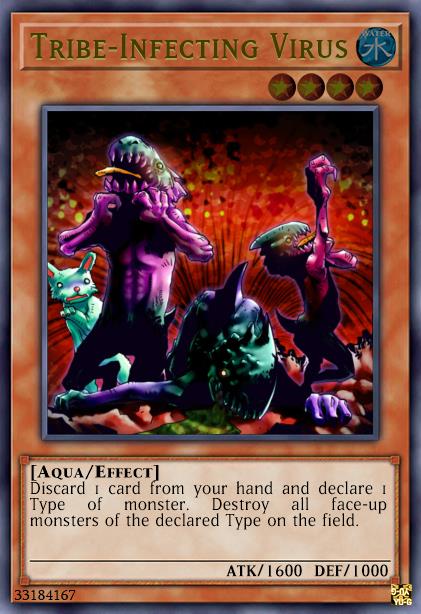 Tribe-Infecting Virus
WATER
水
[Aqua/Effect]
Discard 1 card from your hand and declare 1
Type of monster. Destroy all face-up
monsters of the declared Type on the field.
ATK/1600 DEF/1000
33184167